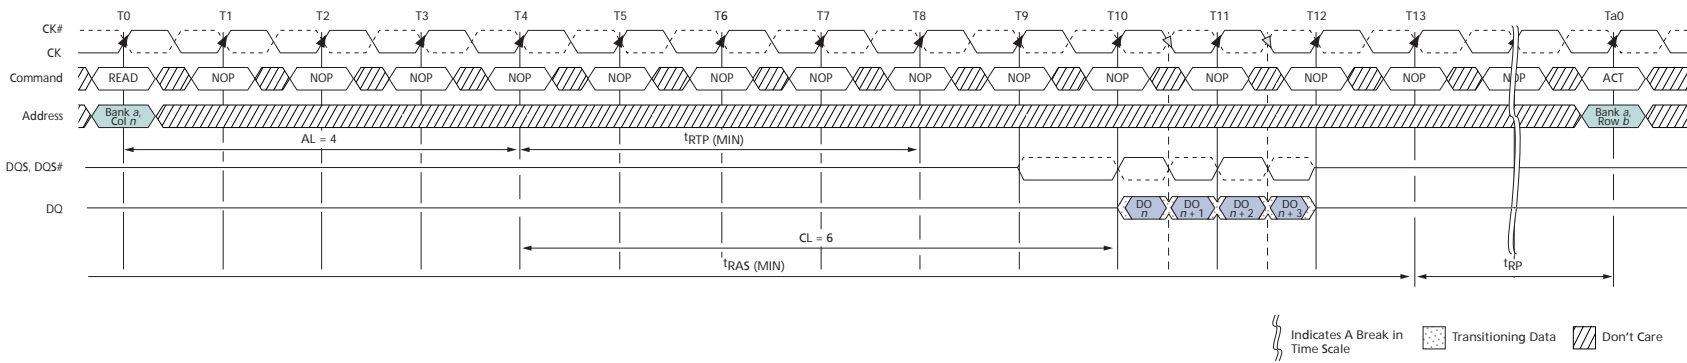 T0 T1 T2 T3 T4 T5 T6 T7 T8 T9 T10 T11 T12 T13 Ta0
CK#
CK
Command READ NOP NOP NOP NOP NOP NOP NOP NOP NOP NOP NOP NOP NOP NOP ACT
Address Bank a, Col n Bank a, Row b
AL = 4 tRTP (MIN)
DQS, DQS#
DQ DO n DO n + 1 DO n + 2 DO n + 3
CL = 6
tRAS (MIN) tRP
Indicates A Break in
Time Scale
Transitioning Data
Don't Care